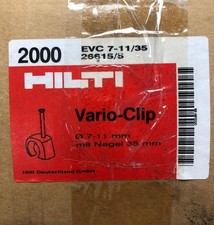 2000
EVC 7-11/35
26615/5
HILTI
Vario-Clip
Ø 7-11 mm
mit Nagel 35 mm
Hilti Deutschland GmbH